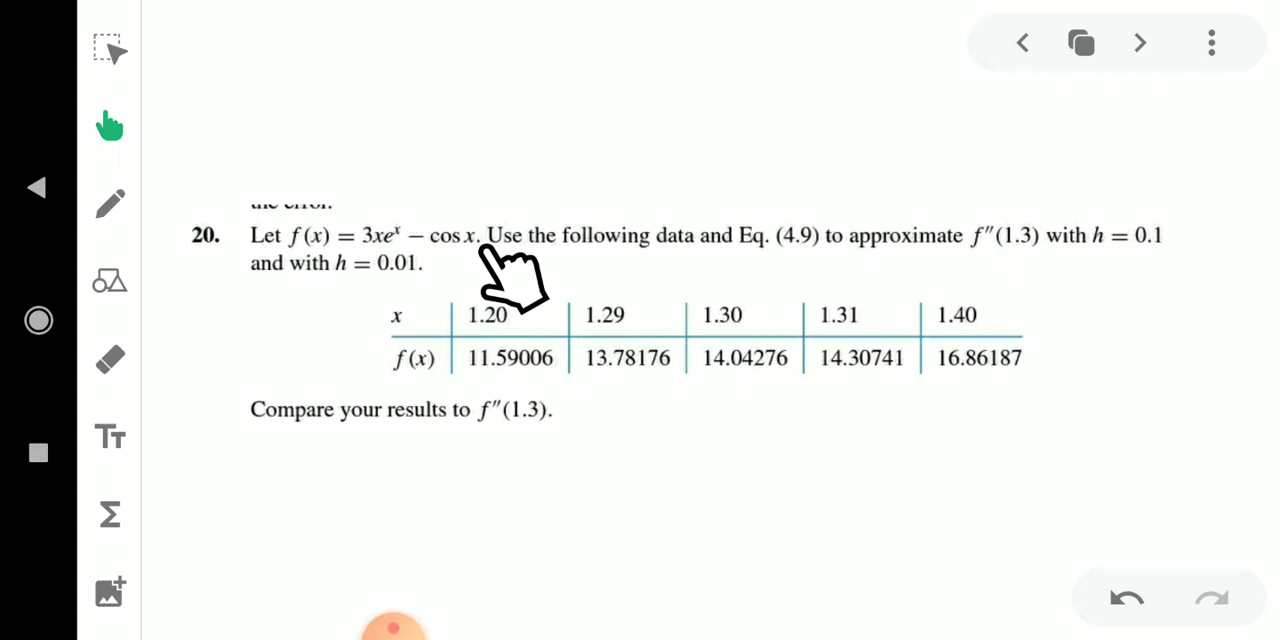 20. Let f(x) = 3xeˣ − cos x. Use the following data and Eq. (4.9) to approximate f″(1.3) with h = 0.1
and with h = 0.01.
x 1.20 1.29 1.30 1.31 1.40
f(x) 11.59006 13.78176 14.04276 14.30741 16.86187
Compare your results to f″(1.3).